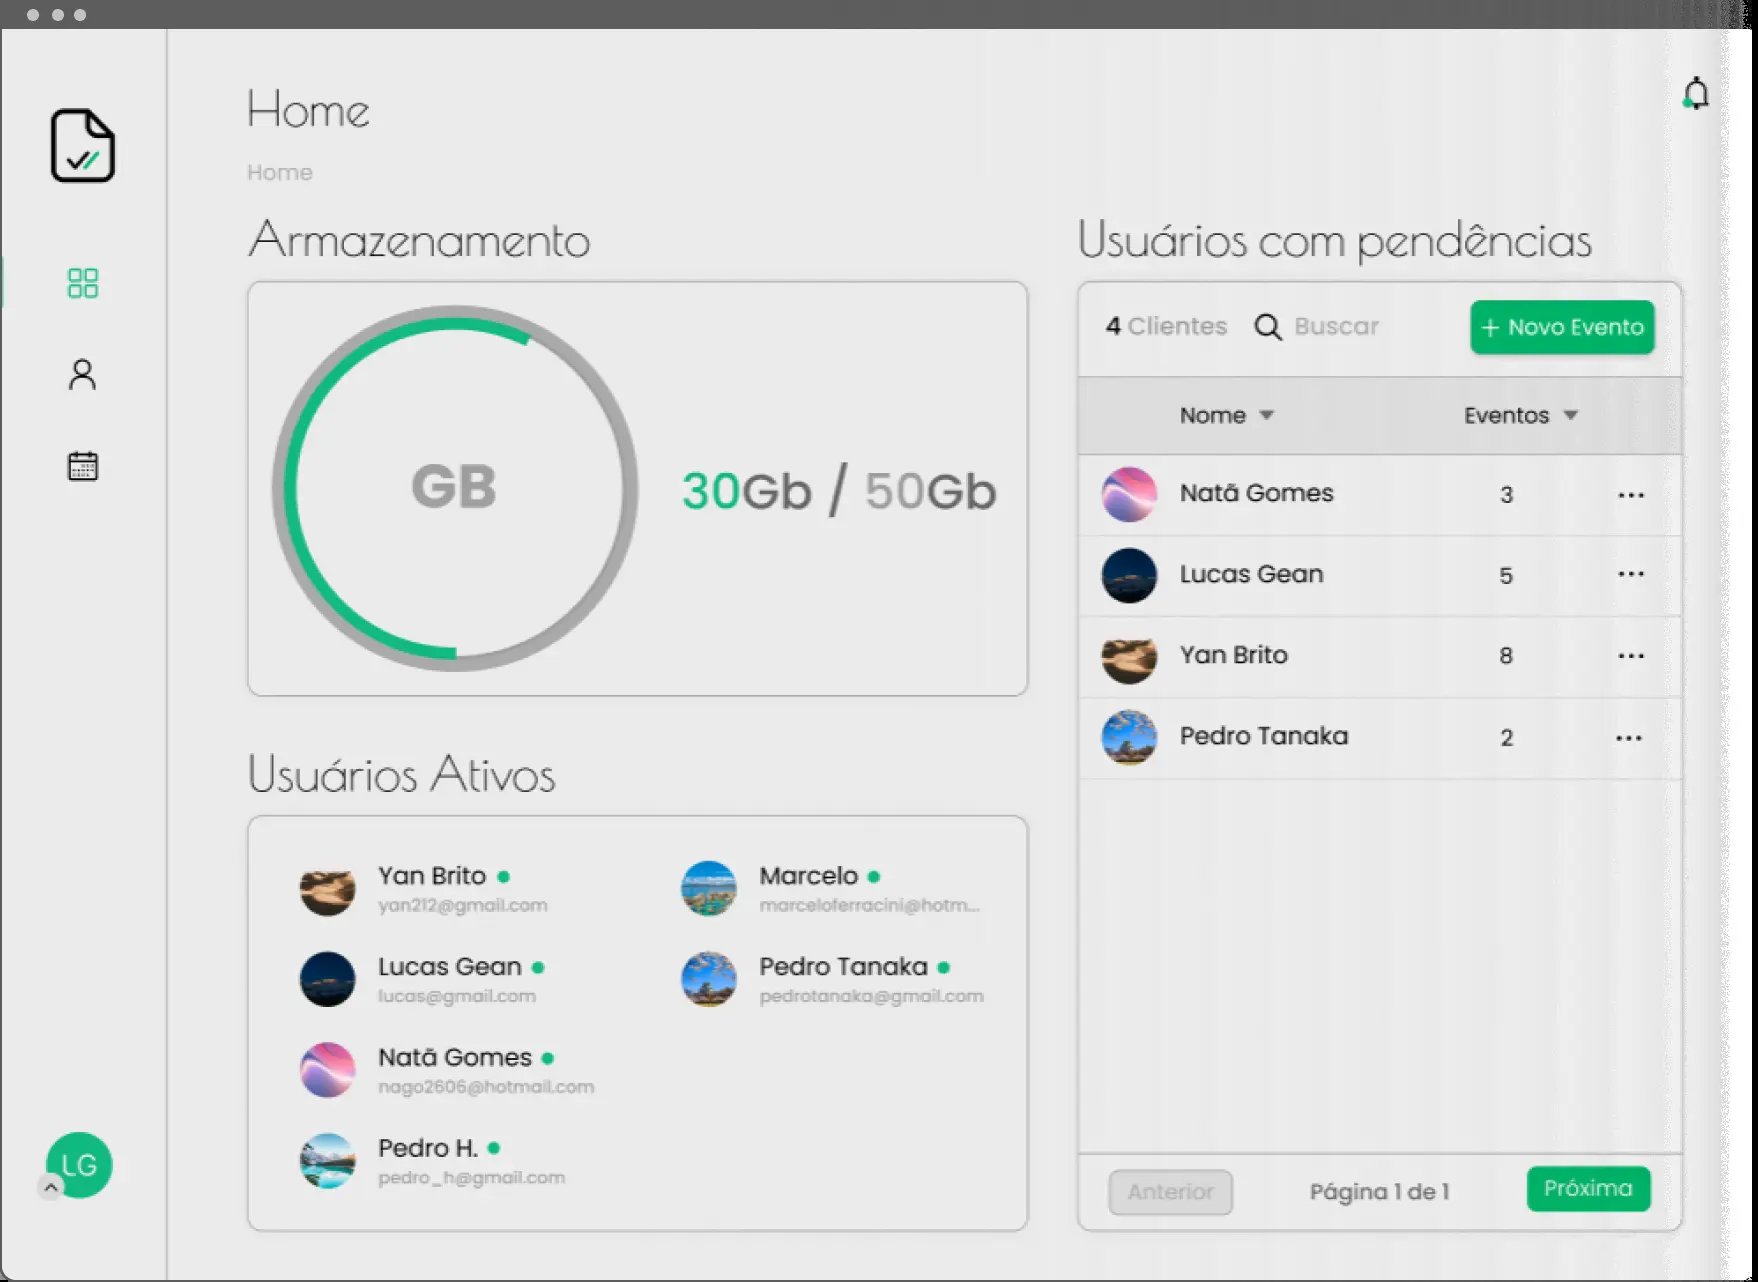 Home
Home
Armazenamento
GB
30Gb / 50Gb
Usuários Ativos
Yan Brito
yan212@gmail.com
Lucas Gean
lucas@gmail.com
Natã Gomes
nago2606@hotmail.com
Pedro H.
pedro_h@gmail.com
Marcelo
marceloferracini@hotm...
Pedro Tanaka
pedrotanaka@gmail.com
Usuários com pendências
4 Clientes
Buscar
+ Novo Evento
Nome
Eventos
Natã Gomes 3
Lucas Gean 5
Yan Brito 8
Pedro Tanaka 2
Anterior
Página 1 de 1
Próxima
LG